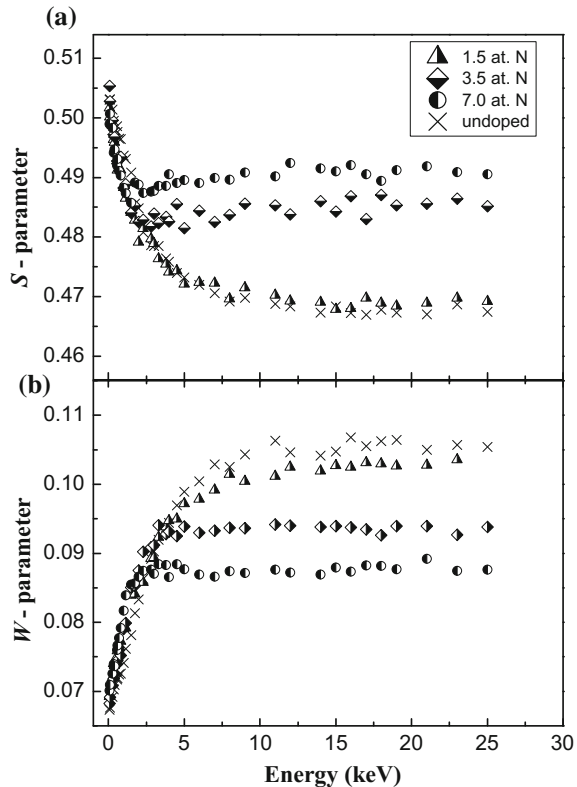 (a)
0.51
0.50
0.49
0.48
0.47
0.46
S - parameter
1.5 at. N
3.5 at. N
7.0 at. N
undoped
(b)
0.11
0.10
0.09
0.08
0.07
W - parameter
0 5 10 15 20 25 30
Energy (keV)